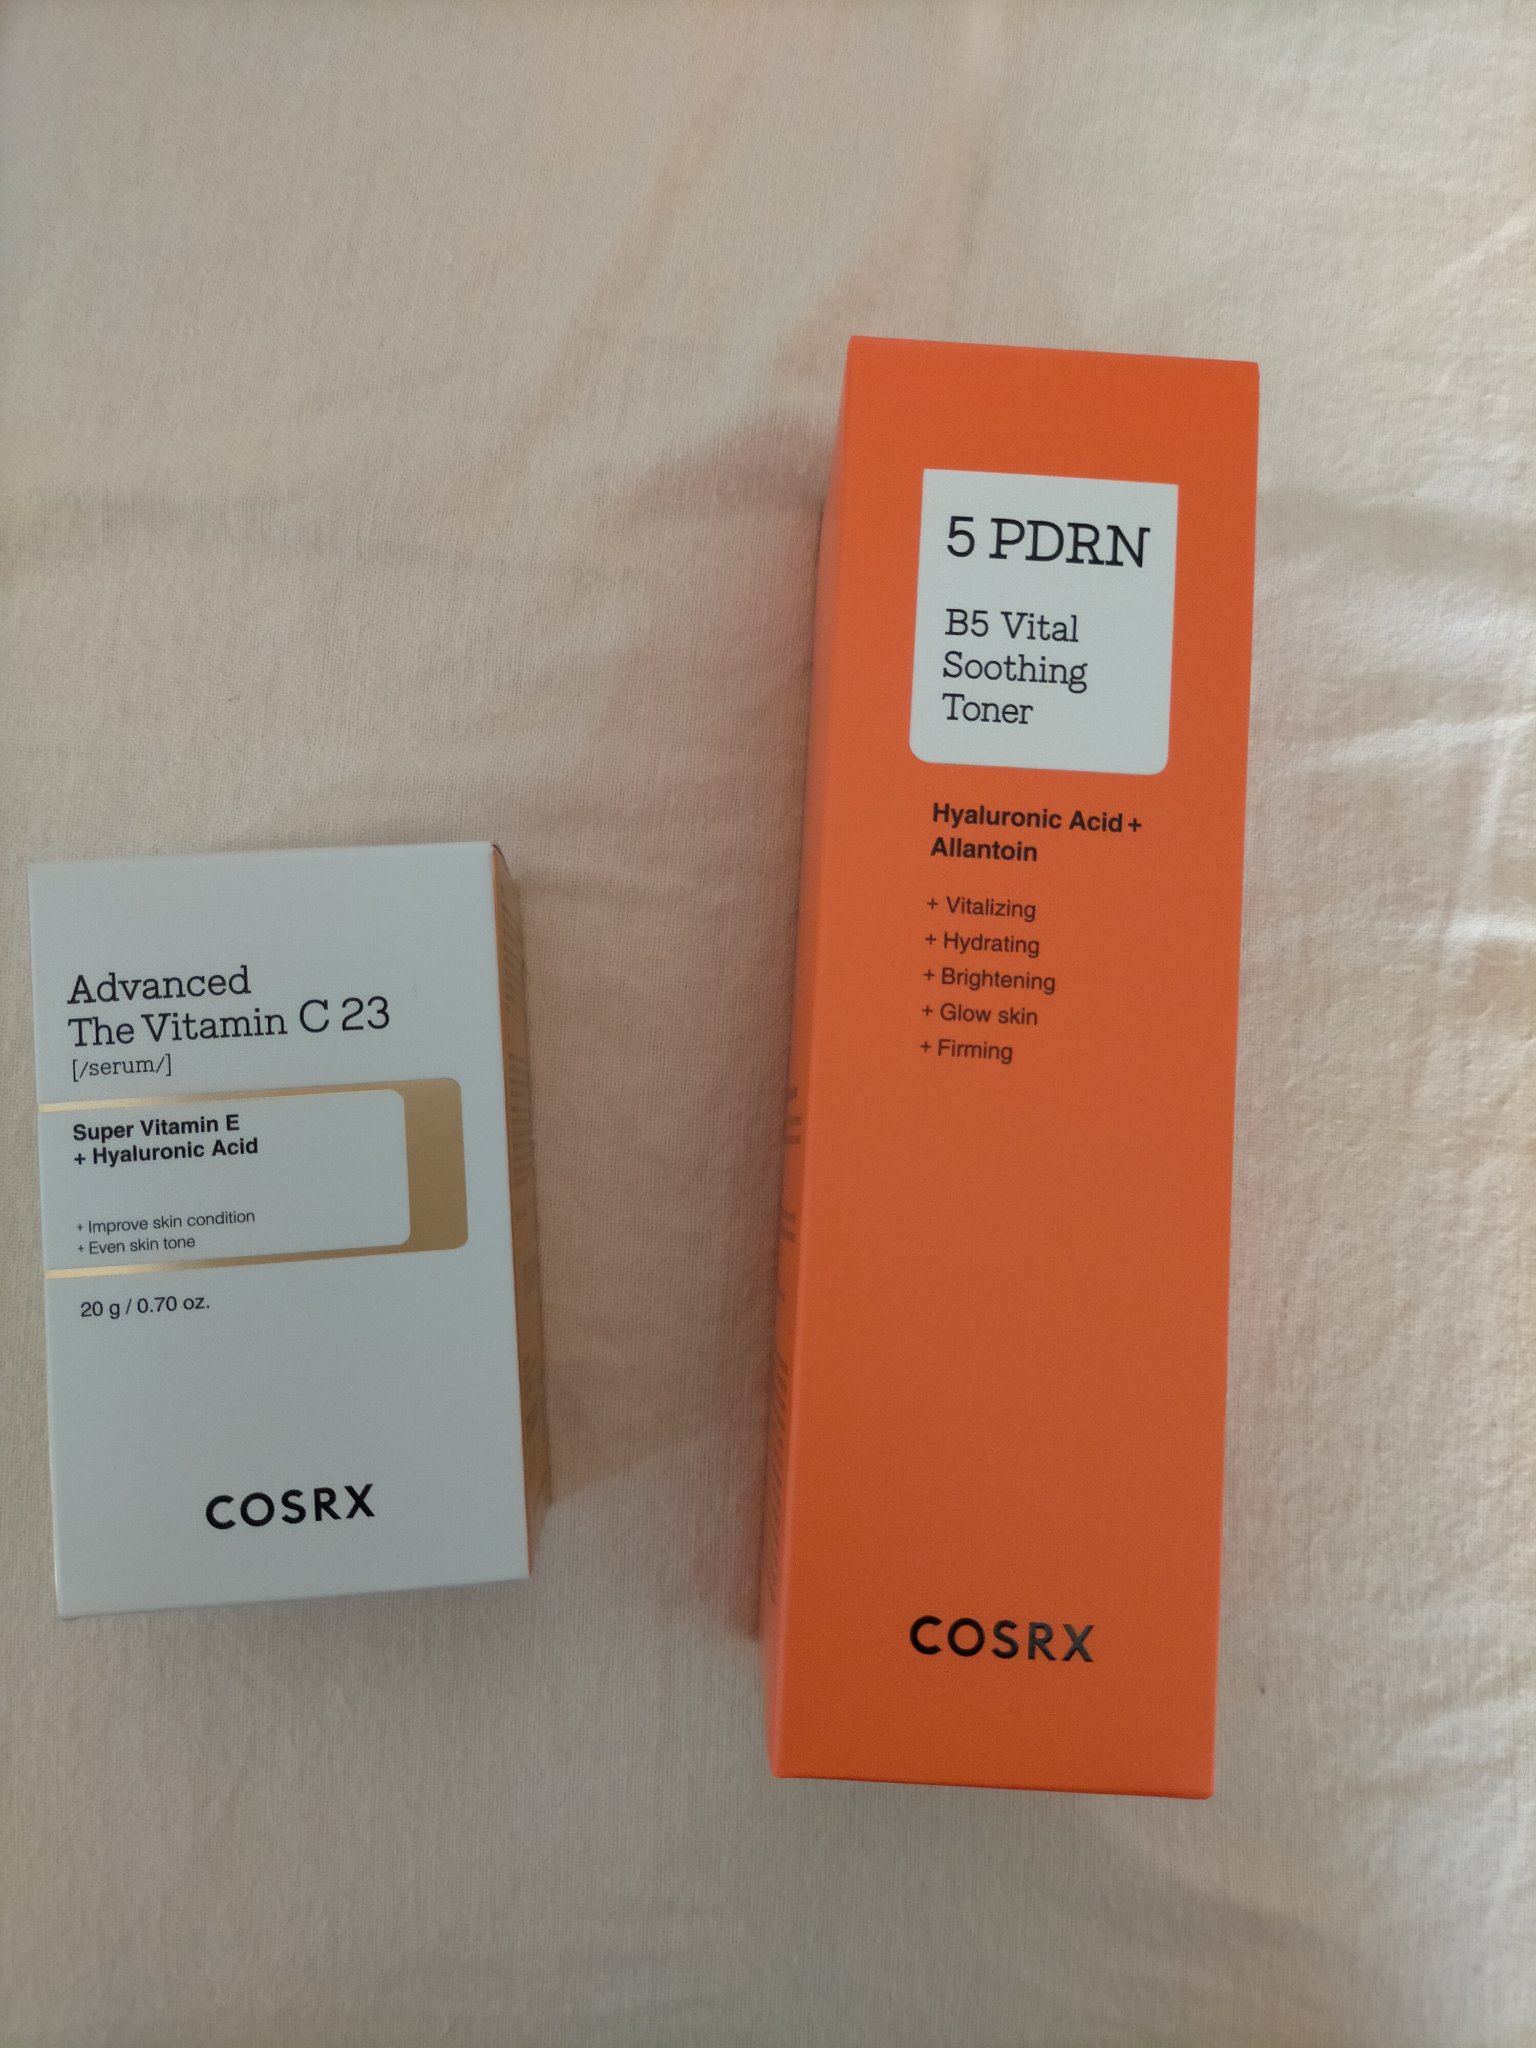 Advanced
The Vitamin C 23
[/serum/]
Super Vitamin E
+ Hyaluronic Acid
+ Improve skin condition
+ Even skin tone
20 g / 0.70 oz.
COSRX
5 PDRN
B5 Vital
Soothing
Toner
Hyaluronic Acid +
Allantoin
+ Vitalizing
+ Hydrating
+ Brightening
+ Glow skin
+ Firming
COSRX